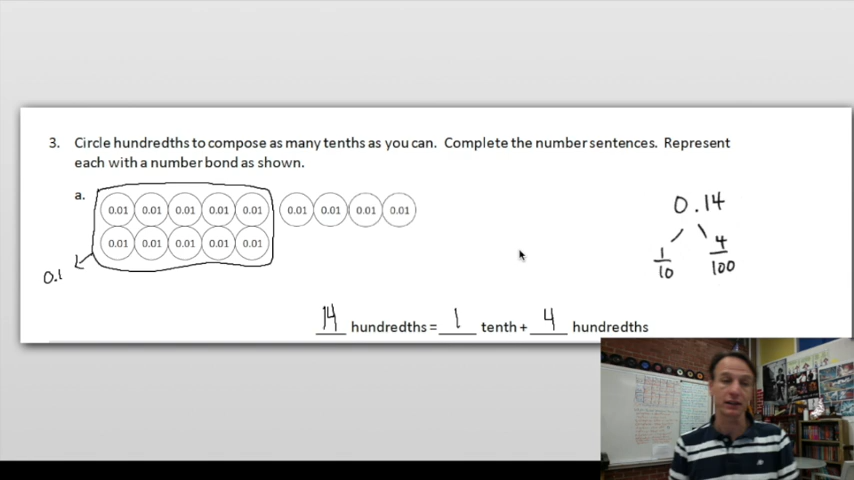 3. Circle hundredths to compose as many tenths as you can. Complete the number sentences. Represent
each with a number bond as shown.
a.
0.01 0.01 0.01 0.01 0.01 0.01 0.01 0.01 0.01
0.01 0.01 0.01 0.01 0.01
0.1
0.14
1/10 4/100
14 hundredths = 1 tenth + 4 hundredths